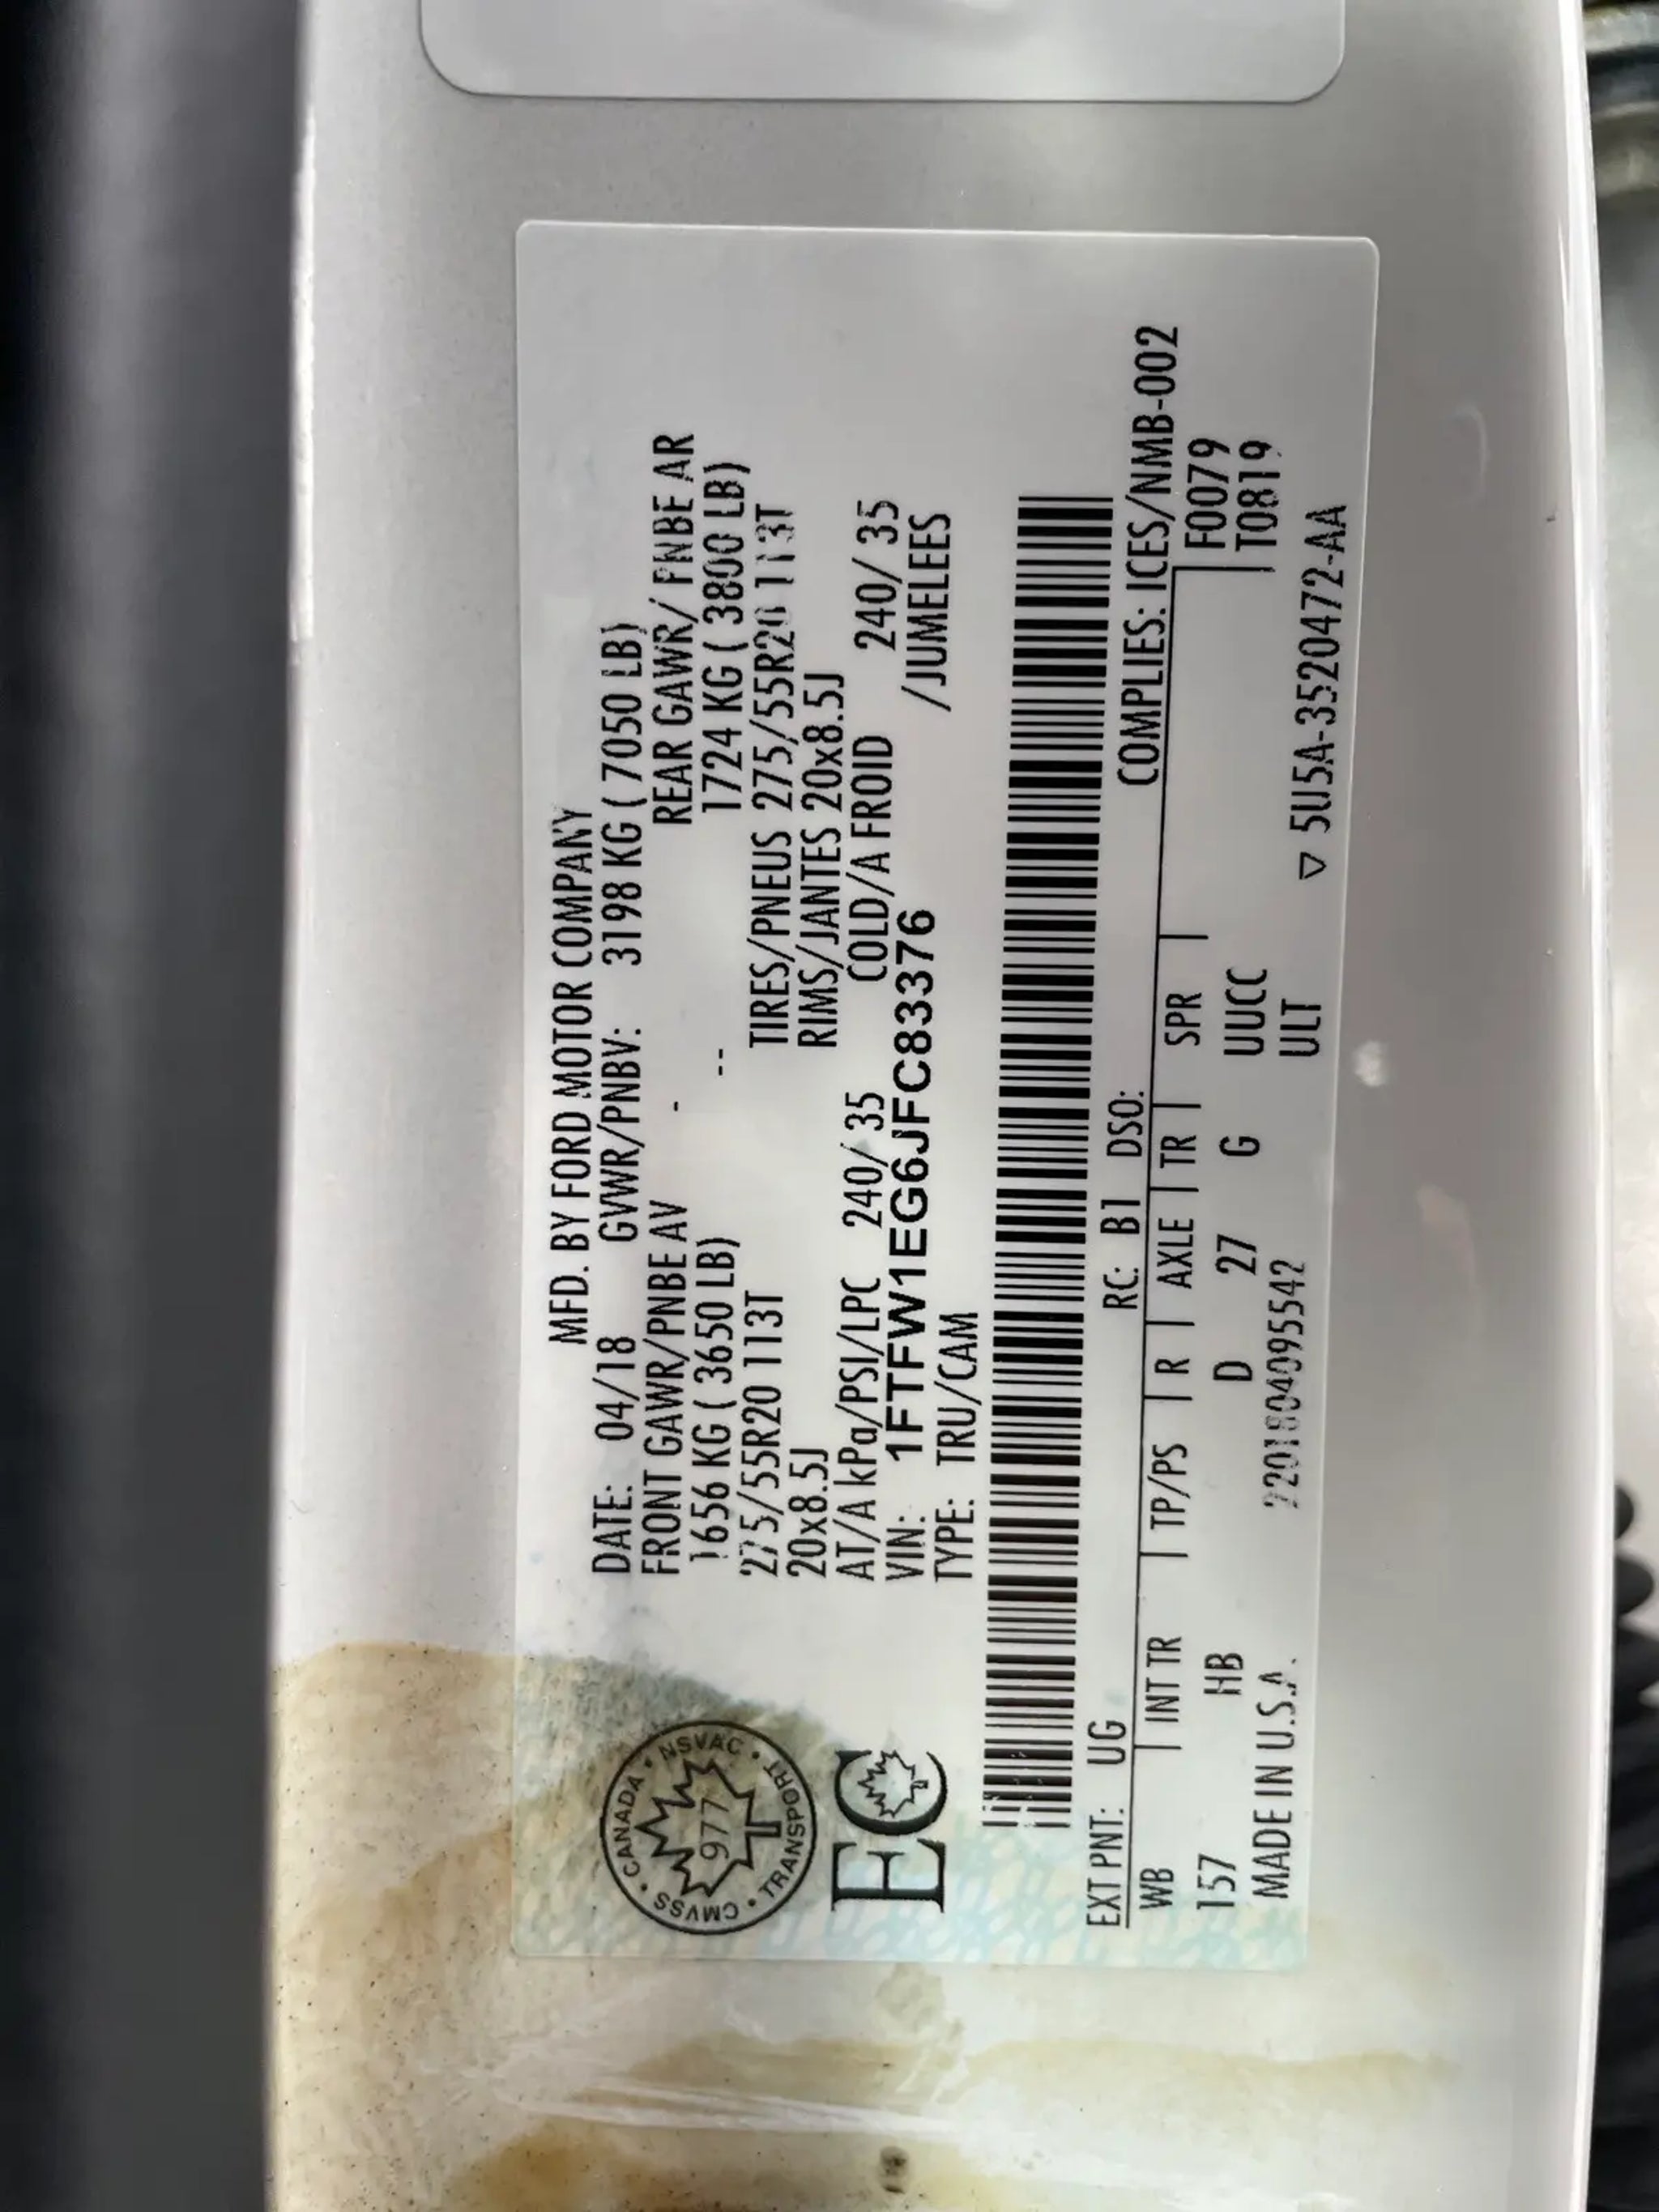 MFD. BY FORD MOTOR COMPANY
DATE: 04/18 GVWR/PNBV: 3198 KG ( 7050 LB)
FRONT GAWR/PNBE AV - REAR GAWR/ PNBE AR
1656 KG ( 3650 LB) -- 1724 KG ( 3800 LB)
275/55R20 113T TIRES/PNEUS 275/55R20 113T
20x8.5J RIMS/JANTES 20x8.5J
AT/A kPa/PSI/LPC 240/ 35 COLD/A FROID 240/ 35
VIN: 1FTFW1EG6JFC83376 /JUMELEES
TYPE: TRU/CAM
CANADA • NSVAC • TRANSPORT • CMVSS •
977
EC
EXT PNT: UG RC: B1 DSO: COMPLIES: ICES/NMB-002
WB | INT TR | TP/PS | R | AXLE | TR | SPR | F0079
157 HB D 27 G UUCC T0819
MADE IN U.S.A. 2201804095542 ULT ▽ 5U5A-3520472-AA